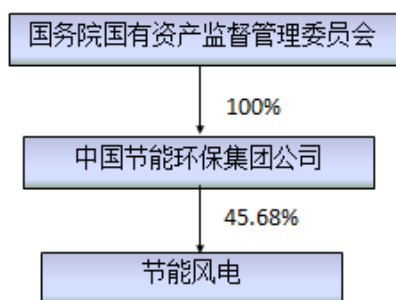 国务院国有资产监督管理委员会
100%
中国节能环保集团公司
45.68%
节能风电